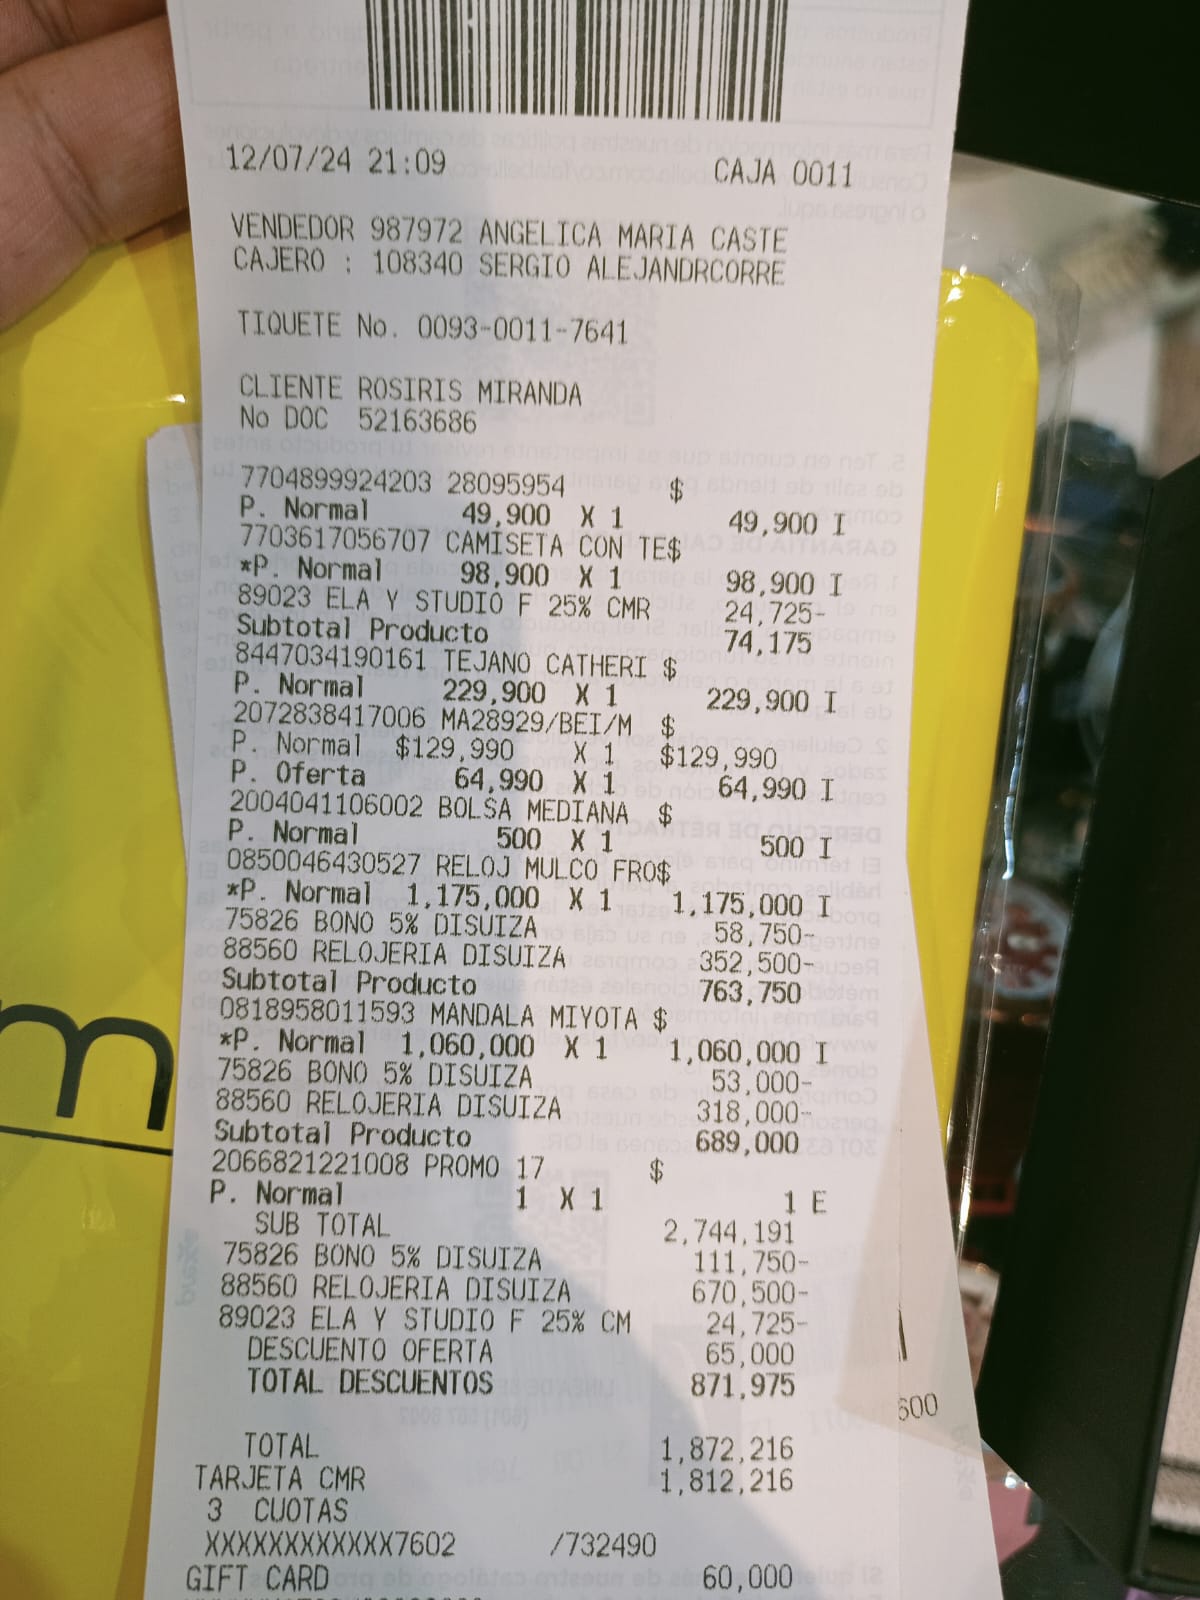 12/07/24 21:09 CAJA 0011
VENDEDOR 987972 ANGELICA MARIA CASTE
CAJERO : 108340 SERGIO ALEJANDRCORRE
TIQUETE No. 0093-0011-7641
CLIENTE ROSIRIS MIRANDA
No DOC 52163686
7704899924203 28095954 $
P. Normal 49,900 X 1 49,900 I
7703617056707 CAMISETA CON TE$
*P. Normal 98,900 X 1 98,900 I
89023 ELA Y STUDIO F 25% CMR 24,725-
Subtotal Producto 74,175
8447034190161 TEJANO CATHERI $
P. Normal 229,900 X 1 229,900 I
2072838417006 MA28929/BEI/M $
P. Normal $129,990 X 1 $129,990
P. Oferta 64,990 X 1 64,990 I
2004041106002 BOLSA MEDIANA $
P. Normal 500 X 1 500 I
0850046430527 RELOJ MULCO FRO$
*P. Normal 1,175,000 X 1 1,175,000 I
75826 BONO 5% DISUIZA 58,750-
88560 RELOJERIA DISUIZA 352,500-
Subtotal Producto 763,750
0818958011593 MANDALA MIYOTA $
*P. Normal 1,060,000 X 1 1,060,000 I
75826 BONO 5% DISUIZA 53,000-
88560 RELOJERIA DISUIZA 318,000-
Subtotal Producto 689,000
2066821221008 PROMO 17 $
P. Normal 1 X 1 1 E
SUB TOTAL 2,744,191
75826 BONO 5% DISUIZA 111,750-
88560 RELOJERIA DISUIZA 670,500-
89023 ELA Y STUDIO F 25% CM 24,725-
DESCUENTO OFERTA 65,000
TOTAL DESCUENTOS 871,975
600
TOTAL 1,872,216
TARJETA CMR 1,812,216
3 CUOTAS
XXXXXXXXXXXX7602 /732490
GIFT CARD 60,000
m